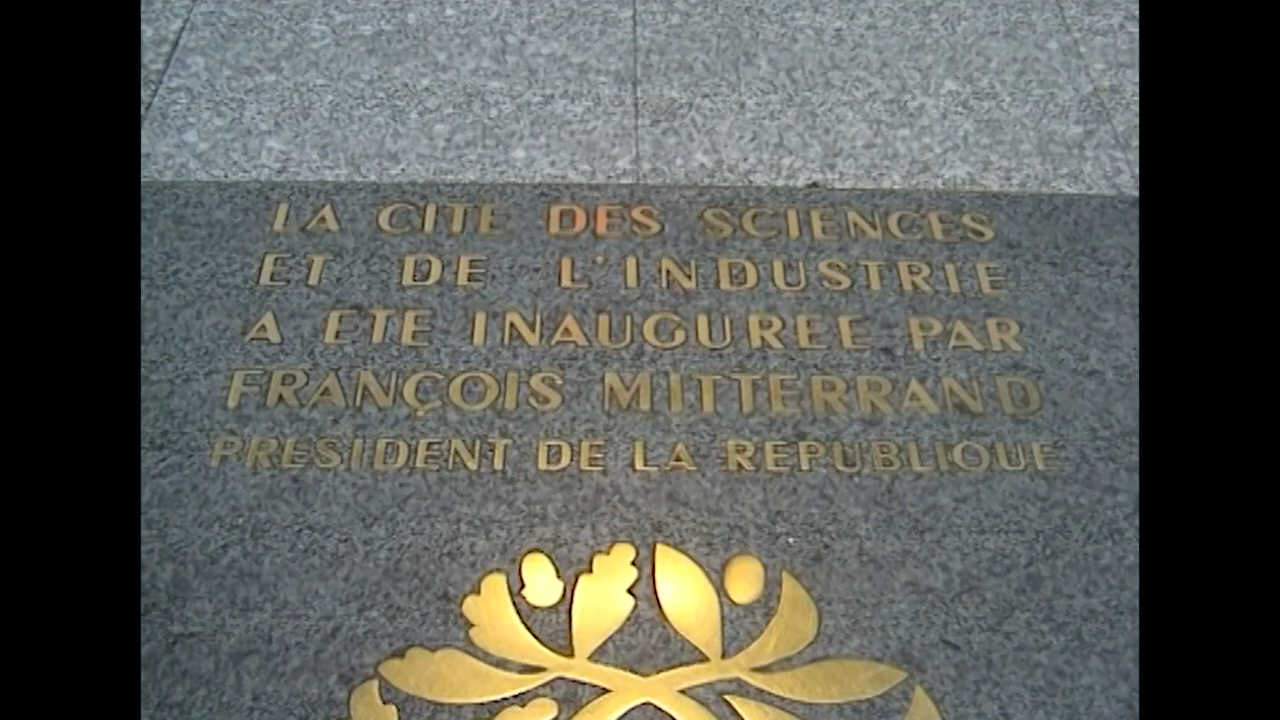 LA CITE DES SCIENCES
ET DE L'INDUSTRIE
A ETE INAUGUREE PAR
FRANÇOIS MITTERRAND
PRESIDENT DE LA REPUBLIQUE